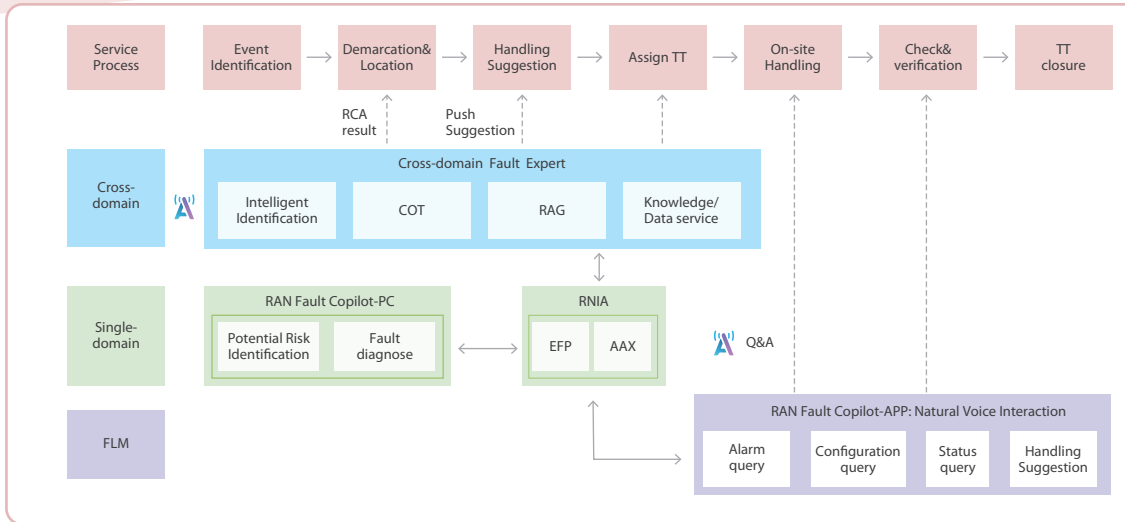 Service
Process
Event
Identification
Demarcation&
Location
Handling
Suggestion
Assign TT
On-site
Handling
Check&
verification
TT
closure
RCA
result
Push
Suggestion
Cross-
domain
Cross-domain Fault Expert
Intelligent
Identification
COT
RAG
Knowledge/
Data service
Single-
domain
RAN Fault Copilot-PC
Potential Risk
Identification
Fault
diagnose
RNIA
EFP
AAX
Q&A
FLM
RAN Fault Copilot-APP: Natural Voice Interaction
Alarm
query
Configuration
query
Status
query
Handling
Suggestion